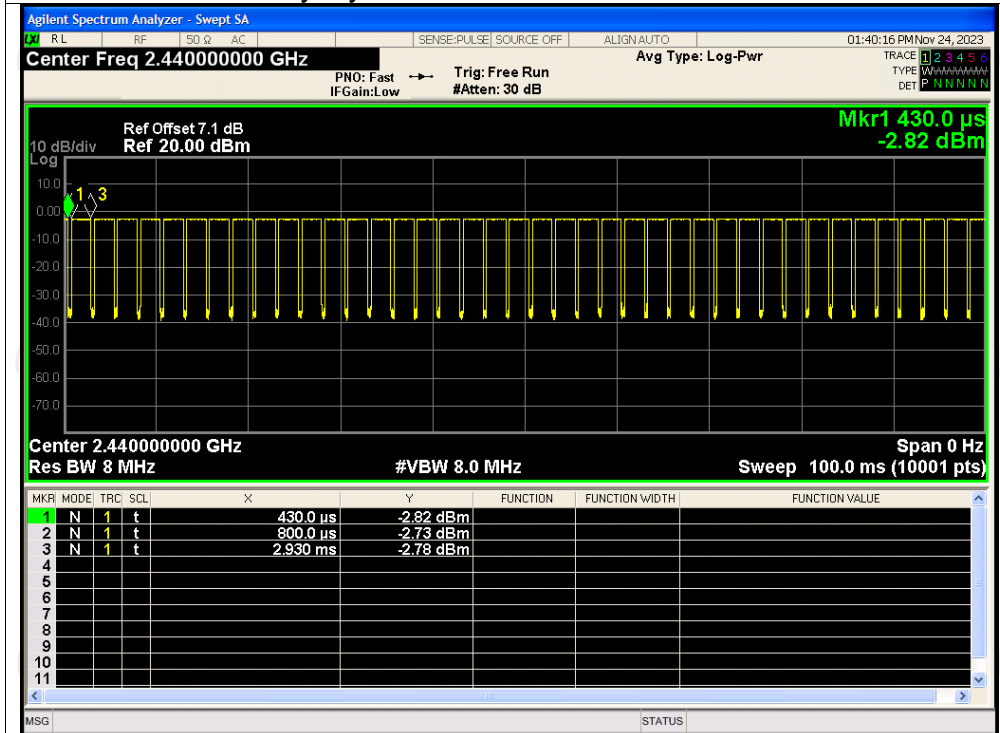 Agilent Spectrum Analyzer - Swept SA
LXI RL RF 50 Ω AC SENSE:PULSE SOURCE OFF ALIGNAUTO 01:40:16 PMNov 24, 2023
Center Freq 2.440000000 GHz Avg Type: Log-Pwr TRACE 1 2 3 4 5 6
PNO: Fast Trig: Free Run TYPE WWWWWW
IFGain:Low #Atten: 30 dB DET P N N N N N
Mkr1 430.0 µs
Ref Offset 7.1 dB
10 dB/div Ref 20.00 dBm -2.82 dBm
Log
10.0
1 3
0.00
-10.0
-20.0
-30.0
-40.0
-50.0
-60.0
-70.0
Center 2.440000000 GHz Span 0 Hz
Res BW 8 MHz #VBW 8.0 MHz Sweep 100.0 ms (10001 pts)
MKR MODE TRC SCL X Y FUNCTION FUNCTION WIDTH FUNCTION VALUE
1 N 1 t 430.0 µs -2.82 dBm
2 N 1 t 800.0 µs -2.73 dBm
3 N 1 t 2.930 ms -2.78 dBm
4
5
6
7
8
9
10
11
MSG STATUS